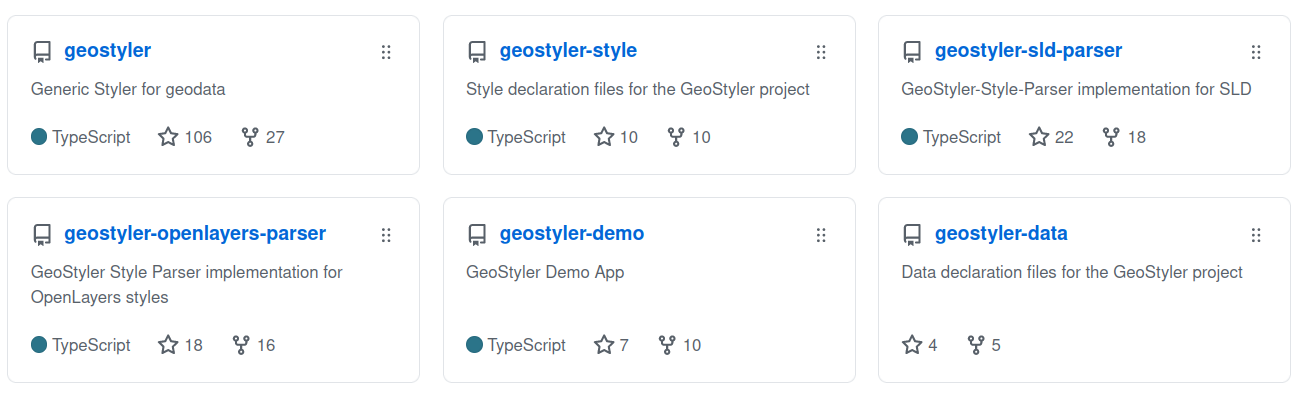 geostyler
Generic Styler for geodata
TypeScript 106 27
geostyler-style
Style declaration files for the GeoStyler project
TypeScript 10 10
geostyler-sld-parser
GeoStyler-Style-Parser implementation for SLD
TypeScript 22 18
geostyler-openlayers-parser
GeoStyler Style Parser implementation for
OpenLayers styles
TypeScript 18 16
geostyler-demo
GeoStyler Demo App
TypeScript 7 10
geostyler-data
Data declaration files for the GeoStyler project
4 5